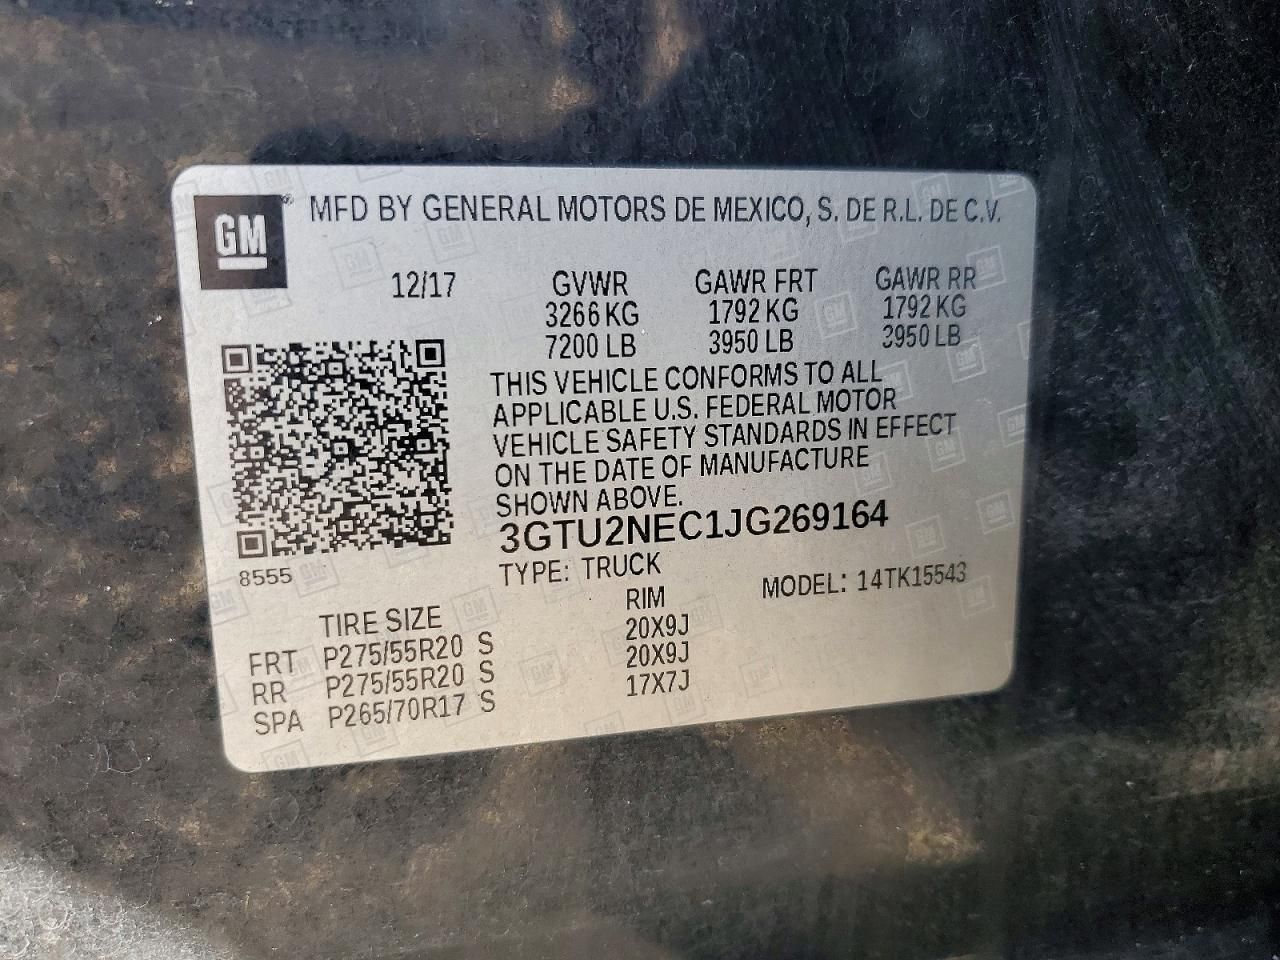 GM ® MFD BY GENERAL MOTORS DE MEXICO, S. DE R.L. DE C.V.
12/17 GVWR GAWR FRT GAWR RR
3266 KG 1792 KG 1792 KG
7200 LB 3950 LB 3950 LB
THIS VEHICLE CONFORMS TO ALL
APPLICABLE U.S. FEDERAL MOTOR
VEHICLE SAFETY STANDARDS IN EFFECT
ON THE DATE OF MANUFACTURE
SHOWN ABOVE.
3GTU2NEC1JG269164
8555 TYPE: TRUCK MODEL: 14TK15543
TIRE SIZE RIM
FRT P275/55R20 S 20X9J
RR P275/55R20 S 20X9J
SPA P265/70R17 S 17X7J